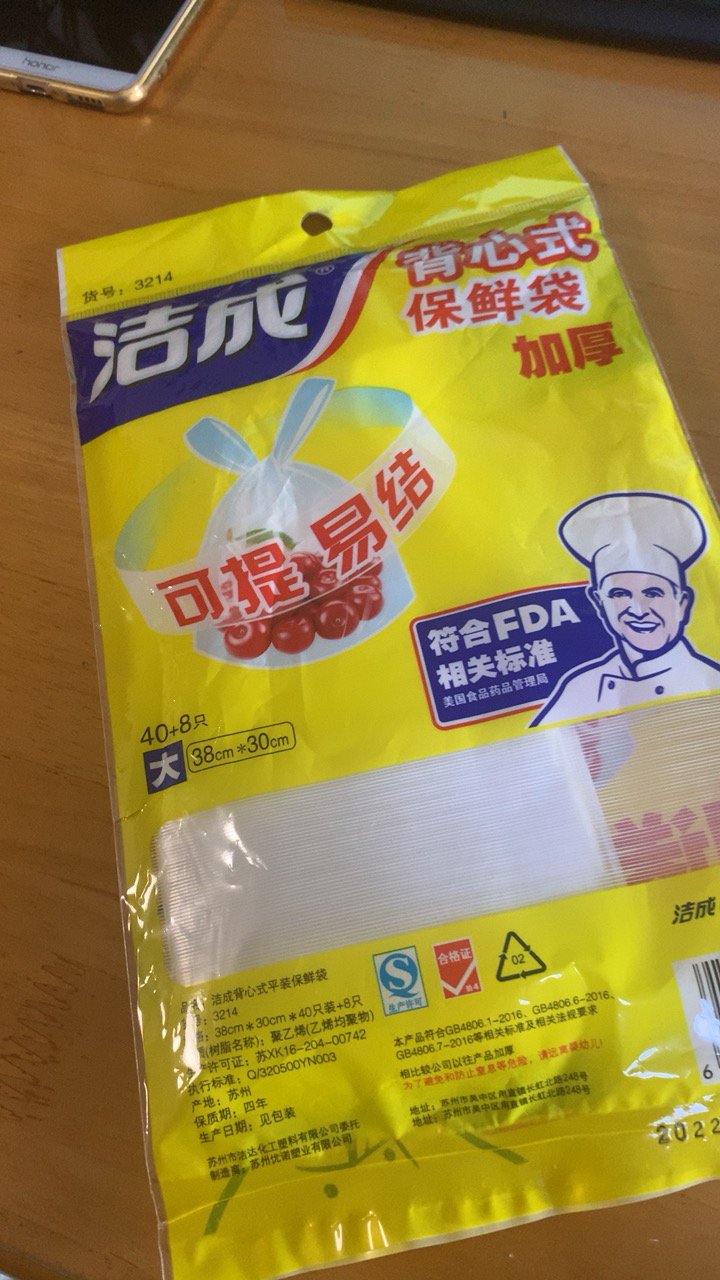 honor
货号：3214
洁成®
背心式
保鲜袋
加厚
可提 易结
符合FDA
相关标准
美国食品药品管理局
40+8只
大 38cm*30cm
洁成
合格证
生产许可
02
洁成背心式平装保鲜袋
3214
38cm*30cm*40只装+8只
(树脂名称)：聚乙烯(乙烯均聚物)
许可证：苏XK16-204-00742
执行标准：Q/320500YN003
产地：苏州
保质期：四年
生产日期：见包装
苏州市洁达化工塑料有限公司委托
制造商：苏州优诺塑业有限公司
本产品符合GB4806.1-2016、GB4806.6-2016、
GB4806.7-2016等相关标准及相关法规要求
相比较公司以往产品加厚
为了避免和防止窒息等危险，请远离婴幼儿!
地址：苏州市吴中区甪直镇长虹北路248号
地址：苏州市吴中区甪直镇长虹北路248号
6
2022